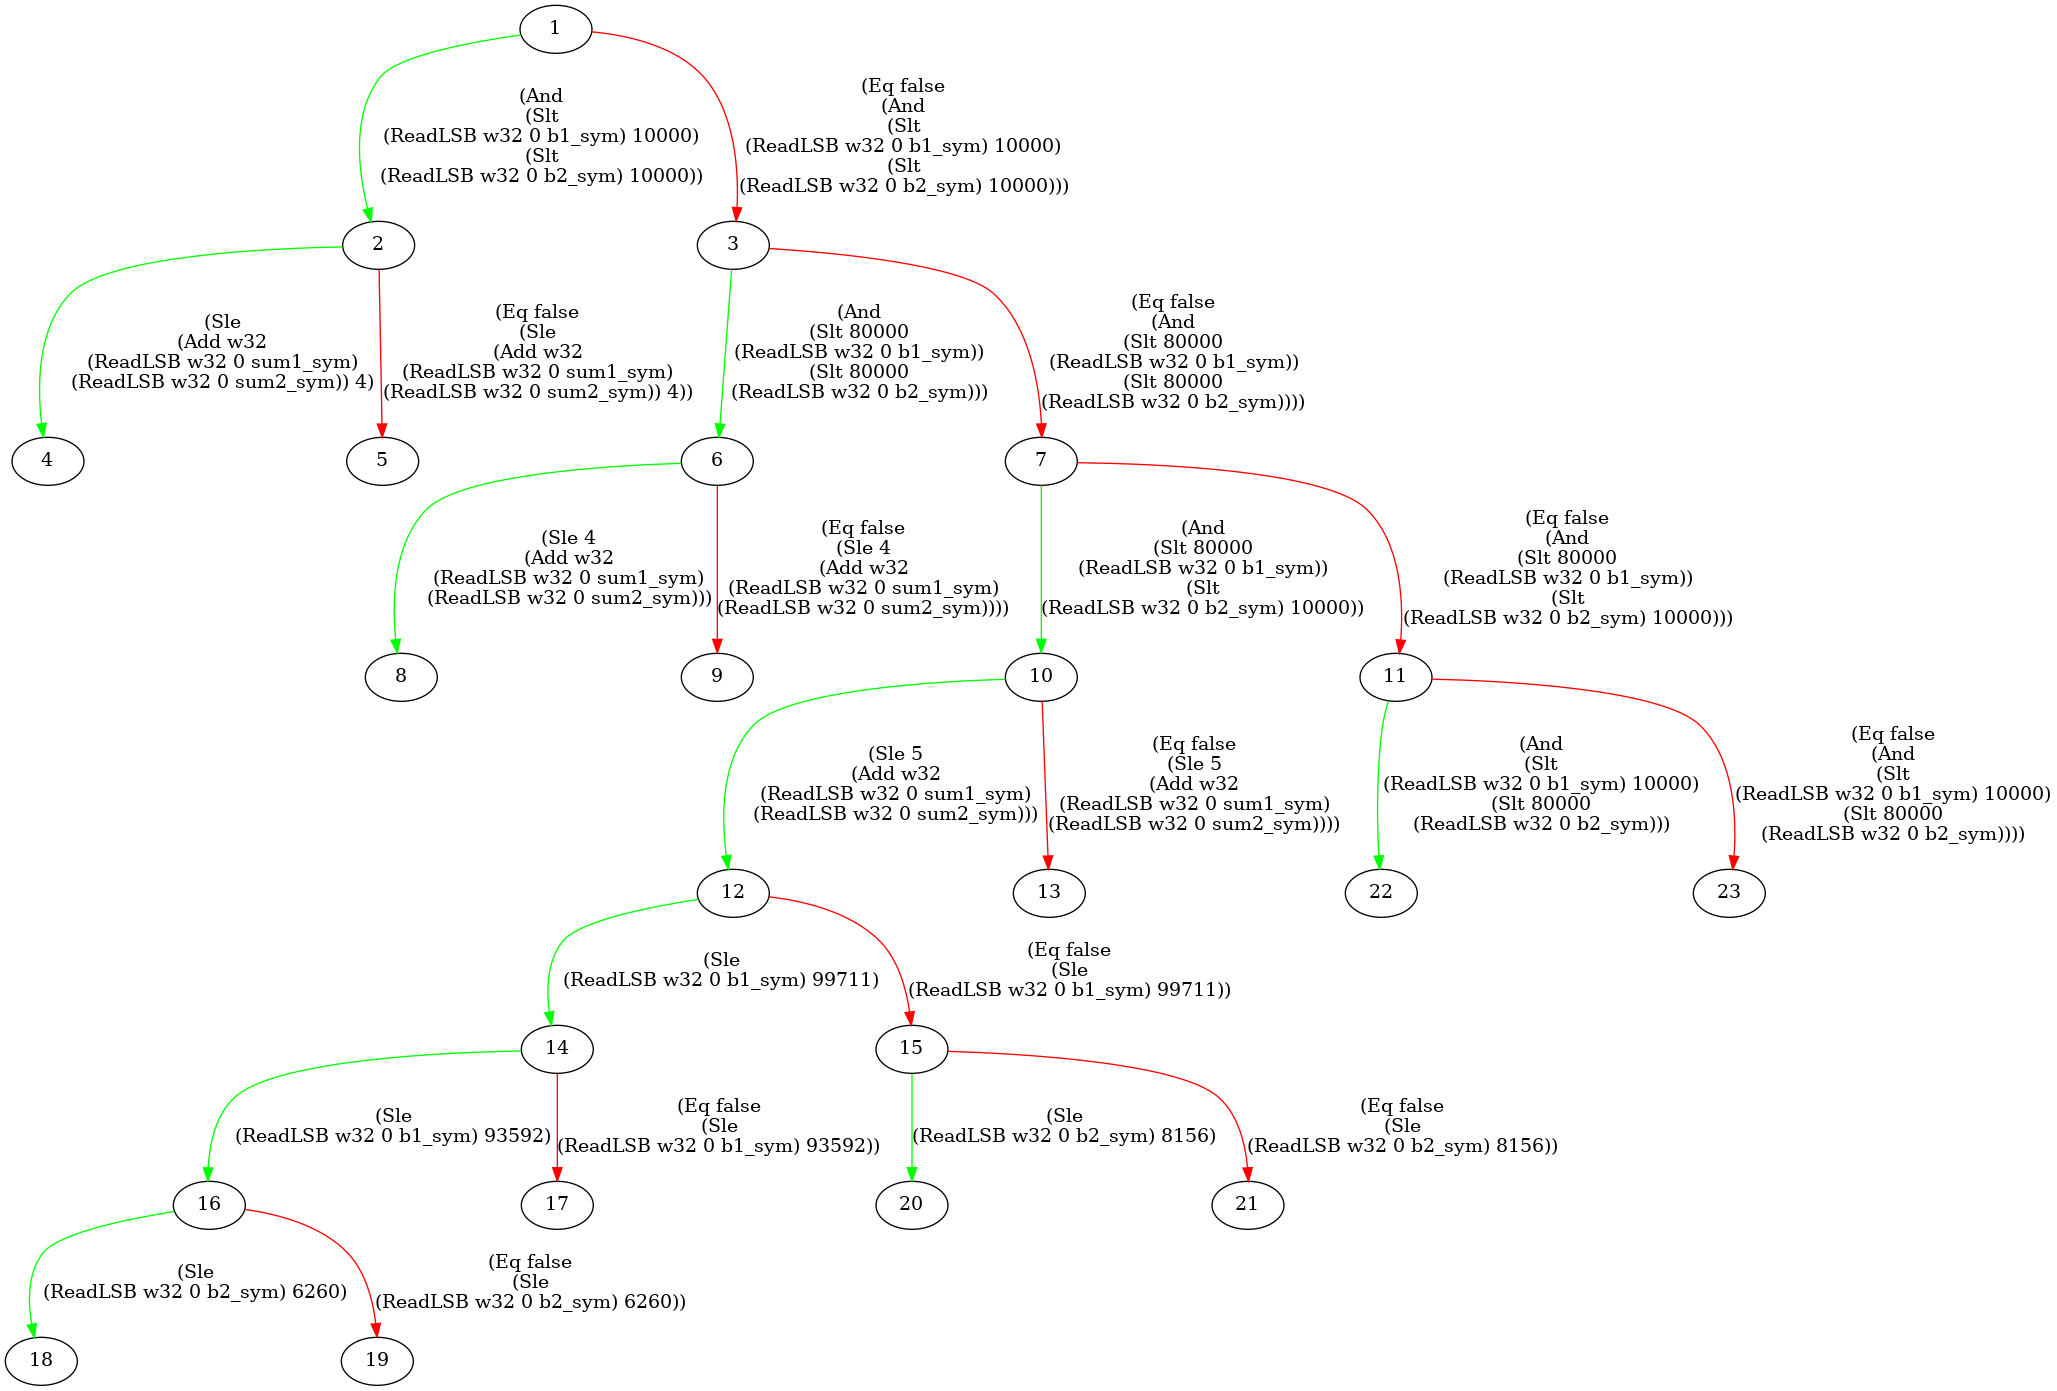 1
(And
(Slt
(ReadLSB w32 0 b1_sym) 10000)
(Slt
(ReadLSB w32 0 b2_sym) 10000))
(Eq false
(And
(Slt
(ReadLSB w32 0 b1_sym) 10000)
(Slt
(ReadLSB w32 0 b2_sym) 10000)))
2
3
(Sle
(Add w32
(ReadLSB w32 0 sum1_sym)
(ReadLSB w32 0 sum2_sym)) 4)
(Eq false
(Sle
(Add w32
(ReadLSB w32 0 sum1_sym)
(ReadLSB w32 0 sum2_sym)) 4))
(And
(Slt 80000
(ReadLSB w32 0 b1_sym))
(Slt 80000
(ReadLSB w32 0 b2_sym)))
(Eq false
(And
(Slt 80000
(ReadLSB w32 0 b1_sym))
(Slt 80000
(ReadLSB w32 0 b2_sym))))
4
5
6
7
(Sle 4
(Add w32
(ReadLSB w32 0 sum1_sym)
(ReadLSB w32 0 sum2_sym)))
(Eq false
(Sle 4
(Add w32
(ReadLSB w32 0 sum1_sym)
(ReadLSB w32 0 sum2_sym))))
(And
(Slt 80000
(ReadLSB w32 0 b1_sym))
(Slt
(ReadLSB w32 0 b2_sym) 10000))
(Eq false
(And
(Slt 80000
(ReadLSB w32 0 b1_sym))
(Slt
(ReadLSB w32 0 b2_sym) 10000)))
8
9
10
11
(Sle 5
(Add w32
(ReadLSB w32 0 sum1_sym)
(ReadLSB w32 0 sum2_sym)))
(Eq false
(Sle 5
(Add w32
(ReadLSB w32 0 sum1_sym)
(ReadLSB w32 0 sum2_sym))))
(And
(Slt
(ReadLSB w32 0 b1_sym) 10000)
(Slt 80000
(ReadLSB w32 0 b2_sym)))
(Eq false
(And
(Slt
(ReadLSB w32 0 b1_sym) 10000)
(Slt 80000
(ReadLSB w32 0 b2_sym))))
12
13
22
23
(Sle
(ReadLSB w32 0 b1_sym) 99711)
(Eq false
(Sle
(ReadLSB w32 0 b1_sym) 99711))
14
15
(Sle
(ReadLSB w32 0 b1_sym) 93592)
(Eq false
(Sle
(ReadLSB w32 0 b1_sym) 93592))
(Sle
(ReadLSB w32 0 b2_sym) 8156)
(Eq false
(Sle
(ReadLSB w32 0 b2_sym) 8156))
16
17
20
21
(Sle
(ReadLSB w32 0 b2_sym) 6260)
(Eq false
(Sle
(ReadLSB w32 0 b2_sym) 6260))
18
19